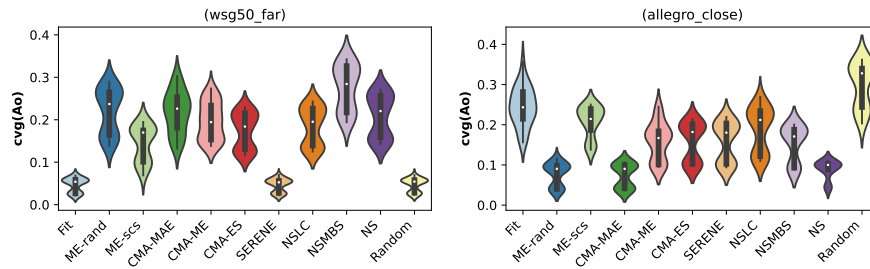 (wsg50_far)
cvg(Ao)
0.4
0.3
0.2
0.1
0.0
Fit
ME-rand
ME-scs
CMA-MAE
CMA-ME
CMA-ES
SERENE
NSLC
NSMBS
NS
Random
(allegro_close)
cvg(Ao)
0.4
0.3
0.2
0.1
0.0
Fit
ME-rand
ME-scs
CMA-MAE
CMA-ME
CMA-ES
SERENE
NSLC
NSMBS
NS
Random